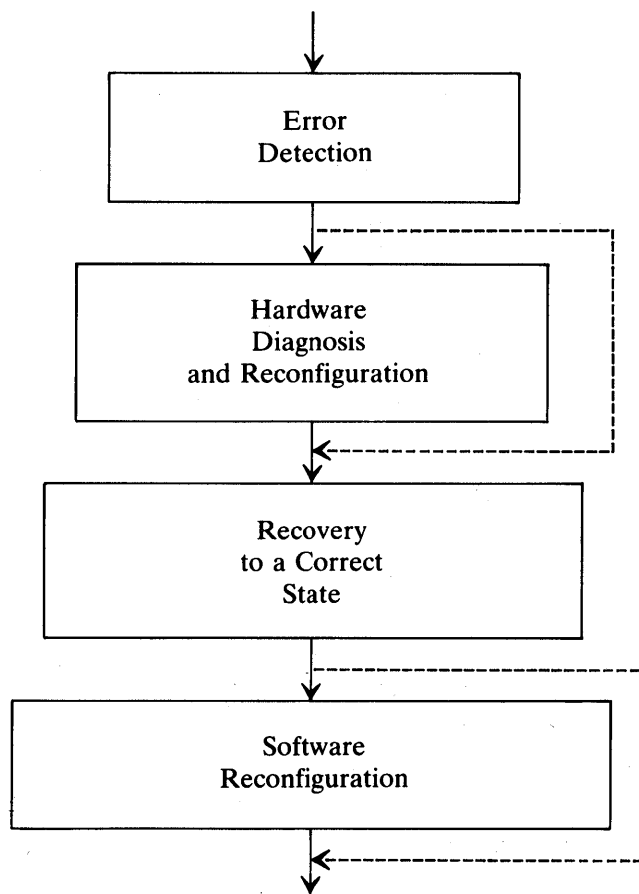 Error
Detection
Hardware
Diagnosis
and Reconfiguration
Recovery
to a Correct
State
Software
Reconfiguration